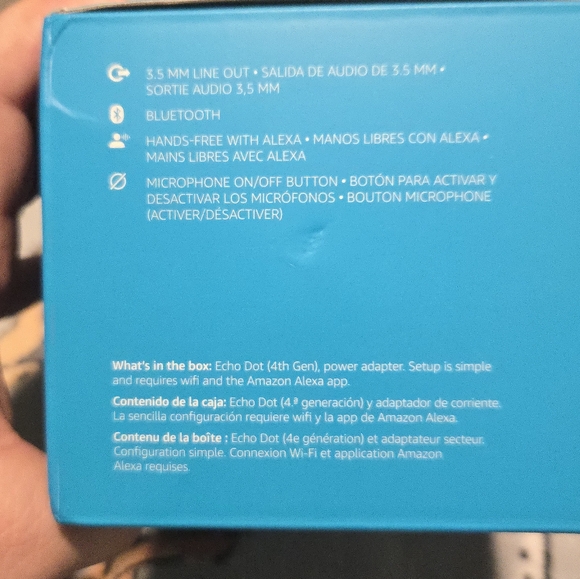 3.5 MM LINE OUT • SALIDA DE AUDIO DE 3.5 MM •
SORTIE AUDIO 3,5 MM
BLUETOOTH
HANDS-FREE WITH ALEXA • MANOS LIBRES CON ALEXA •
MAINS LIBRES AVEC ALEXA
MICROPHONE ON/OFF BUTTON • BOTÓN PARA ACTIVAR Y
DESACTIVAR LOS MICRÓFONOS • BOUTON MICROPHONE
(ACTIVER/DÉSACTIVER)
What's in the box: Echo Dot (4th Gen), power adapter. Setup is simple
and requires wifi and the Amazon Alexa app.
Contenido de la caja: Echo Dot (4.ª generación) y adaptador de corriente.
La sencilla configuración requiere wifi y la app de Amazon Alexa.
Contenu de la boîte : Echo Dot (4e génération) et adaptateur secteur.
Configuration simple. Connexion Wi-Fi et application Amazon
Alexa requises.